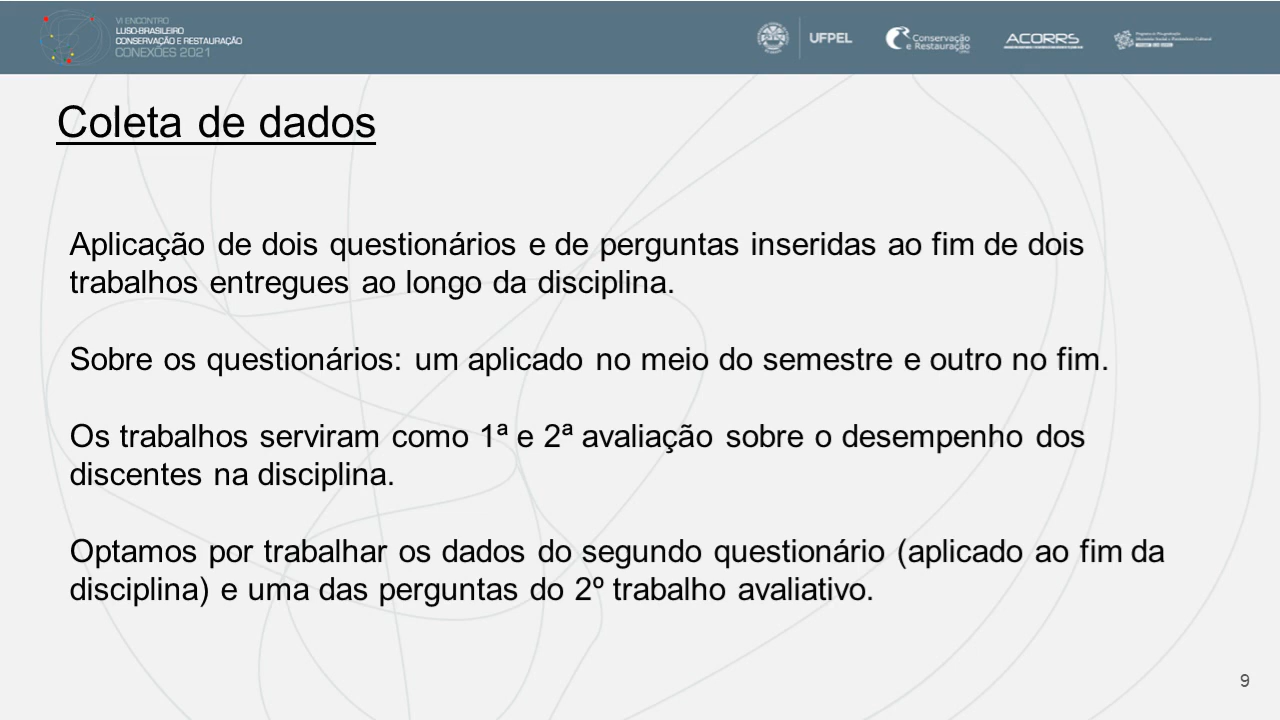 VI ENCONTRO
LUSO-BRASILEIRO
CONSERVAÇÃO E RESTAURAÇÃO
CONEXÕES 2021
UFPEL
Conservação
e Restauração
ACORRS
Coleta de dados
Aplicação de dois questionários e de perguntas inseridas ao fim de dois
trabalhos entregues ao longo da disciplina.
Sobre os questionários: um aplicado no meio do semestre e outro no fim.
Os trabalhos serviram como 1ª e 2ª avaliação sobre o desempenho dos
discentes na disciplina.
Optamos por trabalhar os dados do segundo questionário (aplicado ao fim da
disciplina) e uma das perguntas do 2º trabalho avaliativo.
9